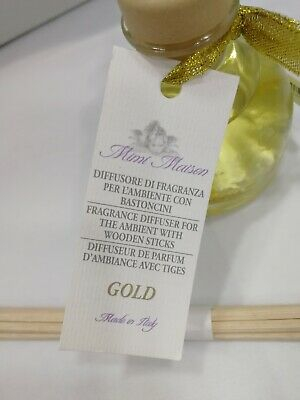 Mimi Maison
DIFFUSORE DI FRAGRANZA
PER L'AMBIENTE CON
BASTONCINI
FRAGRANCE DIFFUSER FOR
THE AMBIENT WITH
WOODEN STICKS
DIFFUSEUR DE PARFUM
D'AMBIANCE AVEC TIGES
GOLD
Made in Italy